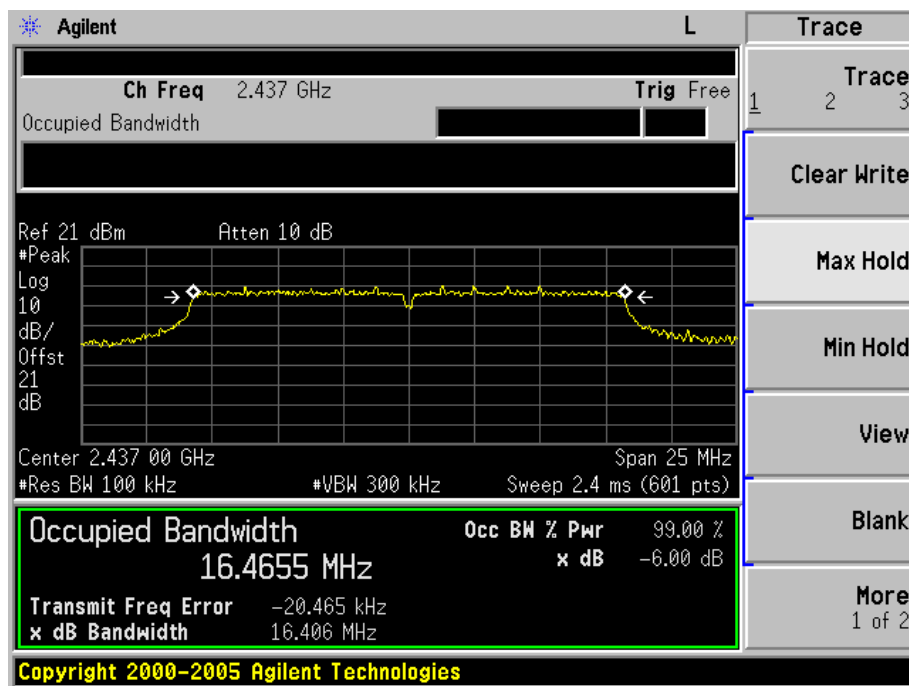 Agilent L Trace
Ch Freq 2.437 GHz Trig Free
Occupied Bandwidth
Trace
1 2 3
Clear Write
Max Hold
Min Hold
View
Blank
More
1 of 2
Ref 21 dBm Atten 10 dB
#Peak
Log
10
dB/
Offst
21
dB
Center 2.437 00 GHz Span 25 MHz
#Res BW 100 kHz #VBW 300 kHz Sweep 2.4 ms (601 pts)
Occupied Bandwidth Occ BW % Pwr 99.00 %
16.4655 MHz x dB -6.00 dB
Transmit Freq Error -20.465 kHz
x dB Bandwidth 16.406 MHz
Copyright 2000-2005 Agilent Technologies